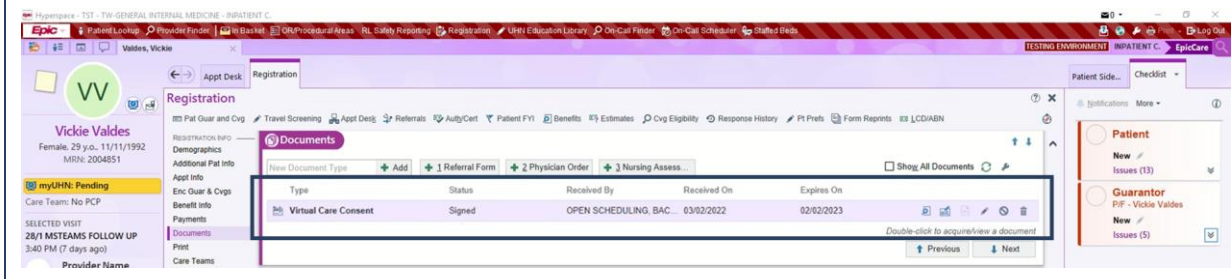 Hyperspace - TST - TW-GENERAL INTERNAL MEDICINE - INPATIENT C.
Epic Patient Lookup Provider Finder In Basket OR/Procedural Areas RL Safety Reporting Registration UHN Education Library On-Call Finder On-Call Scheduler Staffed Beds Print Log Out
Valdes, Vickie TESTING ENVIRONMENT INPATIENT C. EpicCare
Appt Desk Registration Patient Side... Checklist
VV
Registration
Notifications More
Pat Guar and Cvg Travel Screening Appt Desk Referrals Auth/Cert Patient FYI Benefits Estimates Cvg Eligibility Response History Pt Prefs Form Reprints LCD/ABN
Vickie Valdes
Female, 29 y.o., 11/11/1992
MRN: 2004851
myUHN: Pending
Care Team: No PCP
SELECTED VISIT
28/1 MSTEAMS FOLLOW UP
3:40 PM (7 days ago)
Provider Name
REGISTRATION INFO
Demographics
Additional Pat Info
Appt Info
Enc Guar & Cvgs
Benefit Info
Payments
Documents
Print
Care Teams
Documents
New Document Type + Add + 1 Referral Form + 2 Physician Order + 3 Nursing Assess... Show All Documents
Type Status Received By Received On Expires On
Virtual Care Consent Signed OPEN SCHEDULING, BAC... 03/02/2022 02/02/2023
Double-click to acquire/view a document
Previous Next
Patient
New
Issues (13)
Guarantor
P/F - Vickie Valdes
New
Issues (5)